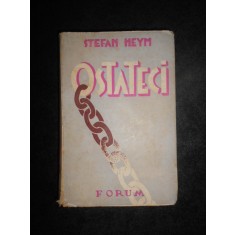 STEFAN HEYM
OSTATECI
FORUM